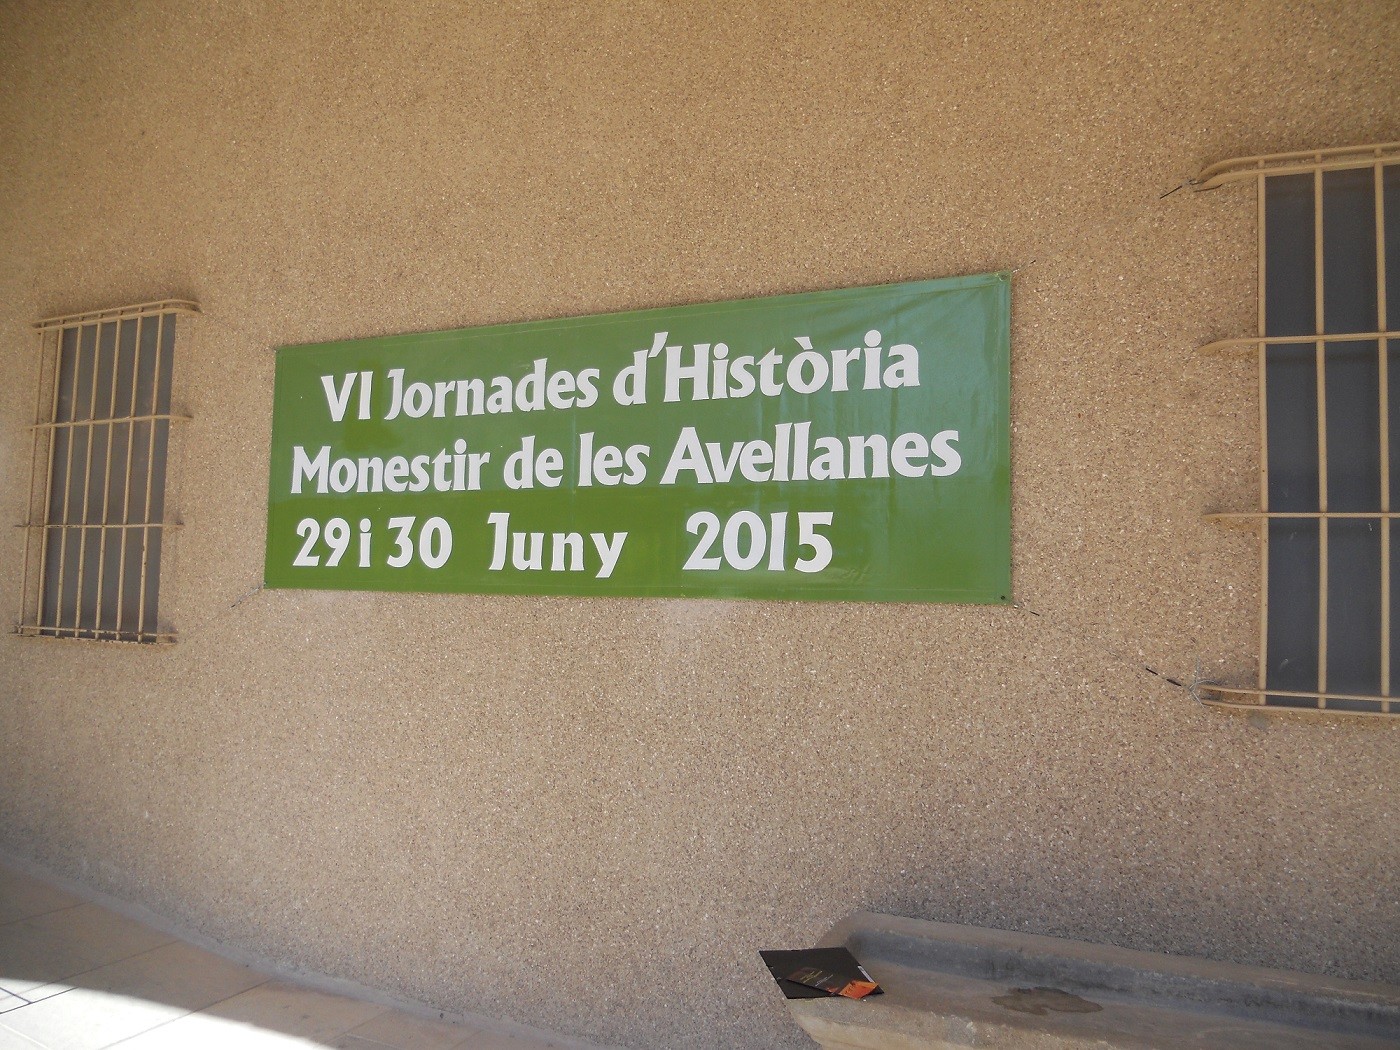 VI Jornades d'Història
Monestir de les Avellanes
29 i 30 Juny 2015